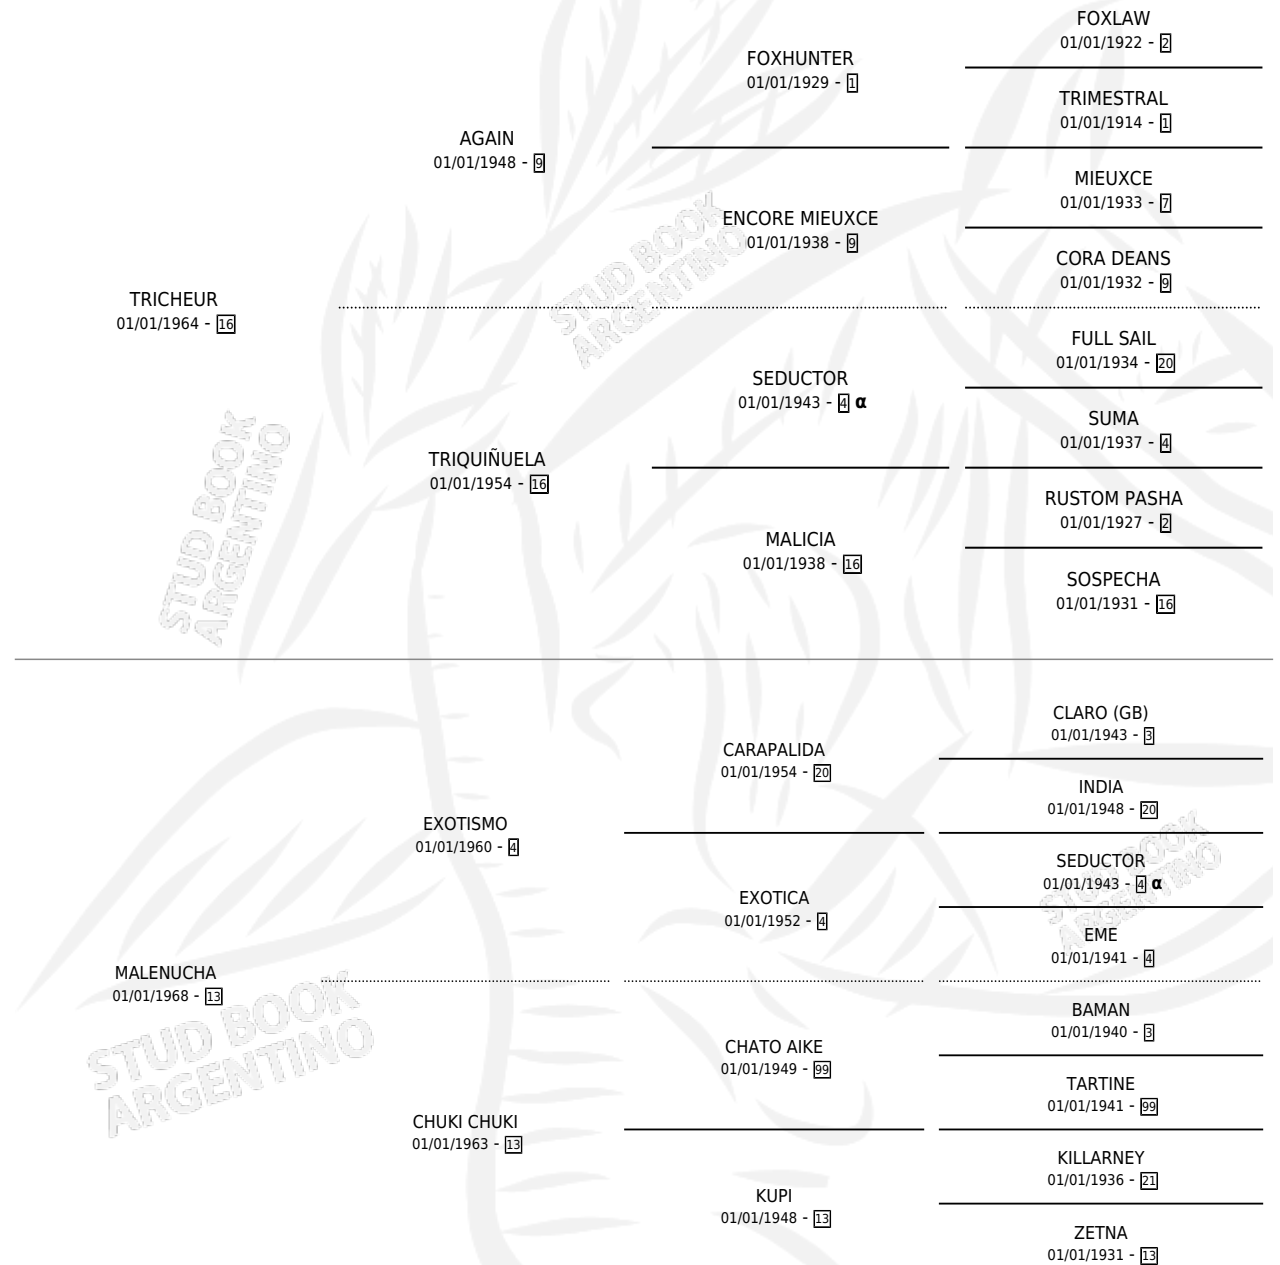 FOXLAW
01/01/1922 - 2
FOXHUNTER
01/01/1929 - 1
TRIMESTRAL
01/01/1914 - 1
AGAIN
01/01/1948 - 9
MIEUXCE
01/01/1933 - 7
ENCORE MIEUXCE
01/01/1938 - 9
CORA DEANS
01/01/1932 - 9
TRICHEUR
01/01/1964 - 16
FULL SAIL
01/01/1934 - 20
SEDUCTOR
01/01/1943 - 4 α
SUMA
01/01/1937 - 4
TRIQUIÑUELA
01/01/1954 - 16
RUSTOM PASHA
01/01/1927 - 2
MALICIA
01/01/1938 - 16
SOSPECHA
01/01/1931 - 16
CLARO (GB)
01/01/1943 - 3
CARAPALIDA
01/01/1954 - 20
INDIA
01/01/1948 - 20
EXOTISMO
01/01/1960 - 4
SEDUCTOR
01/01/1943 - 4 α
EXOTICA
01/01/1952 - 4
EME
01/01/1941 - 4
MALENUCHA
01/01/1968 - 13
BAMAN
01/01/1940 - 3
CHATO AIKE
01/01/1949 - 99
TARTINE
01/01/1941 - 99
CHUKI CHUKI
01/01/1963 - 13
KILLARNEY
01/01/1936 - 21
KUPI
01/01/1948 - 13
ZETNA
01/01/1931 - 13
STUD BOOK
ARGENTINO
STUD BOOK
ARGENTINO
STUD BOOK
ARGENTINO
STUD BOOK
ARGENTINO